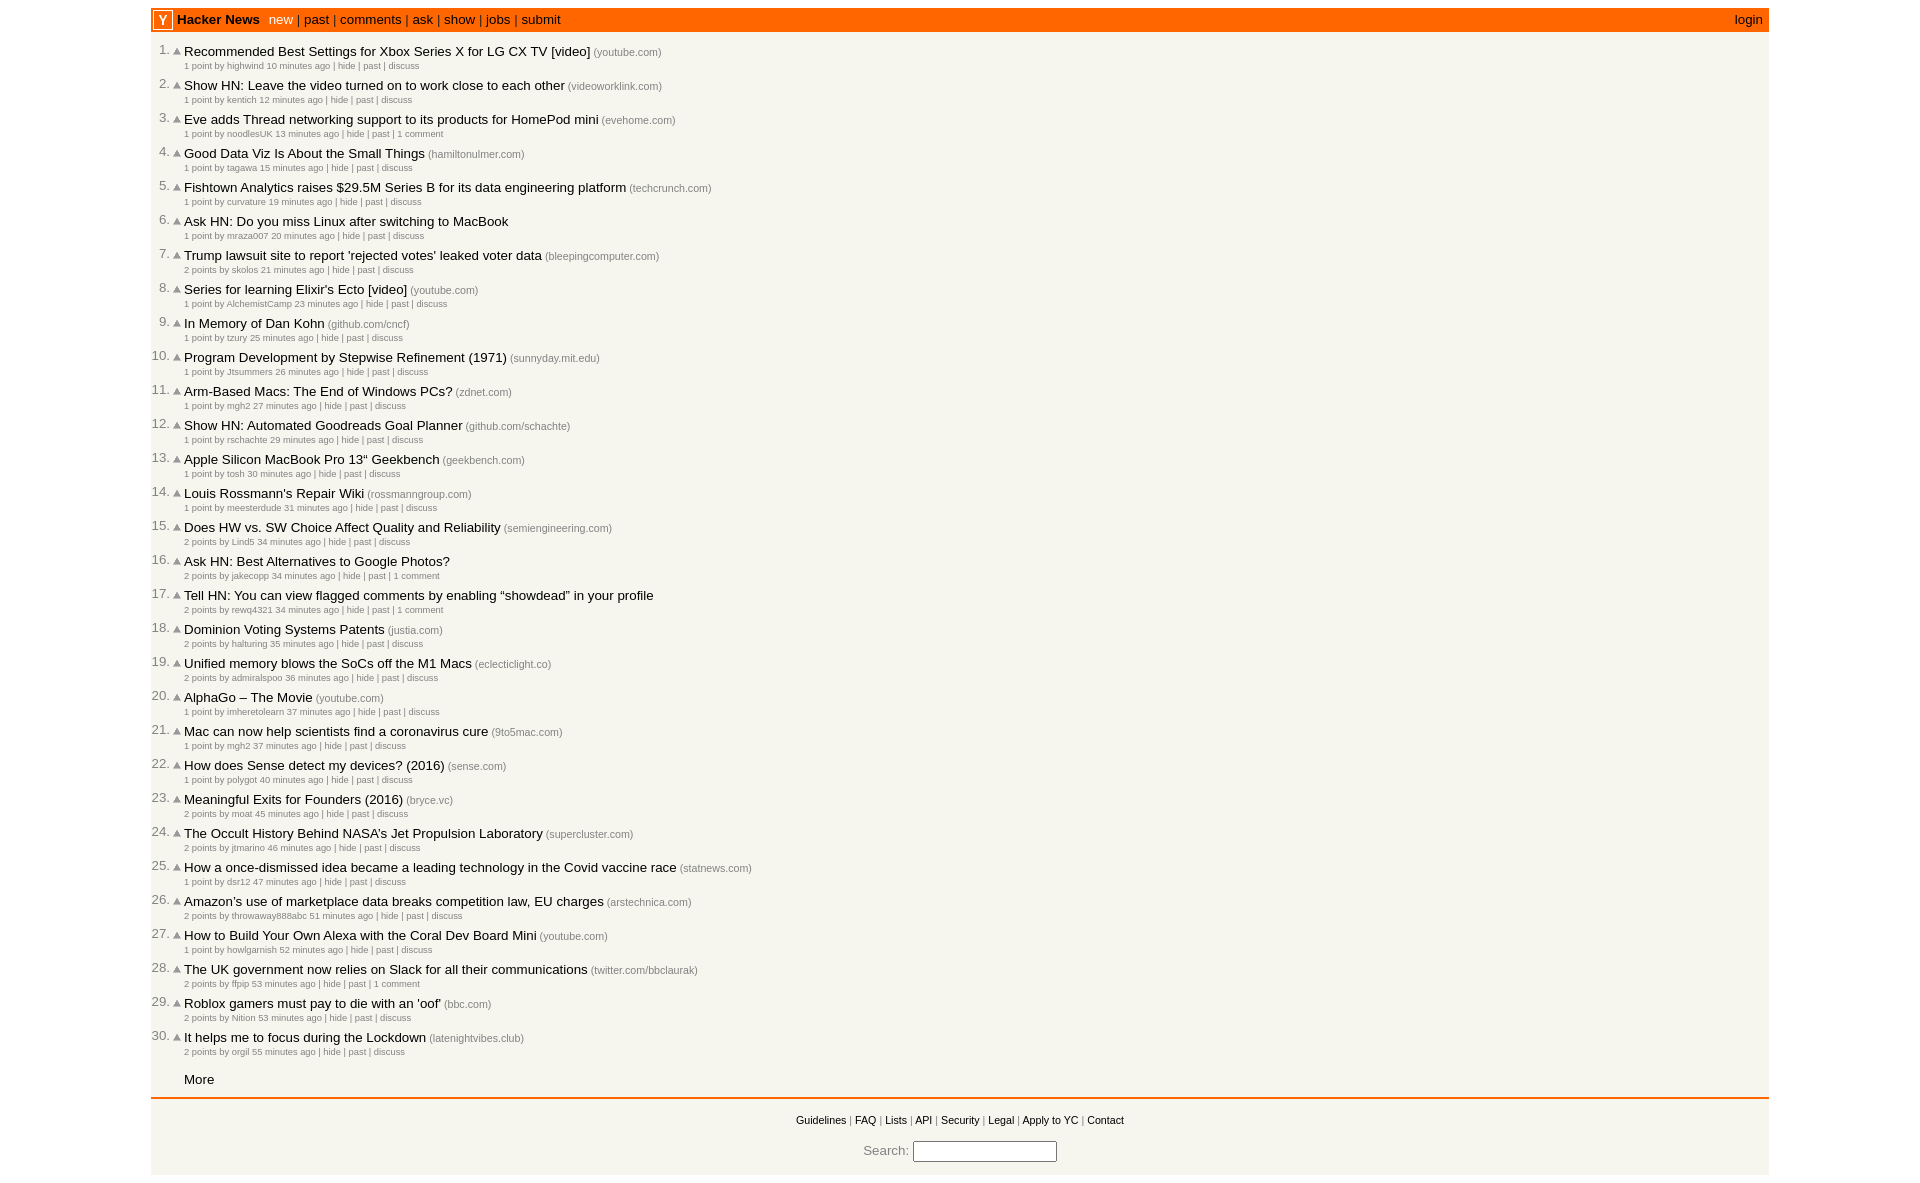 Y Hacker News new | past | comments | ask | show | jobs | submit login
1. Recommended Best Settings for Xbox Series X for LG CX TV [video] (youtube.com)
1 point by highwind 10 minutes ago | hide | past | discuss
2. Show HN: Leave the video turned on to work close to each other (videoworklink.com)
1 point by kentich 12 minutes ago | hide | past | discuss
3. Eve adds Thread networking support to its products for HomePod mini (evehome.com)
1 point by noodlesUK 13 minutes ago | hide | past | 1 comment
4. Good Data Viz Is About the Small Things (hamiltonulmer.com)
1 point by tagawa 15 minutes ago | hide | past | discuss
5. Fishtown Analytics raises $29.5M Series B for its data engineering platform (techcrunch.com)
1 point by curvature 19 minutes ago | hide | past | discuss
6. Ask HN: Do you miss Linux after switching to MacBook
1 point by mraza007 20 minutes ago | hide | past | discuss
7. Trump lawsuit site to report 'rejected votes' leaked voter data (bleepingcomputer.com)
2 points by skolos 21 minutes ago | hide | past | discuss
8. Series for learning Elixir's Ecto [video] (youtube.com)
1 point by AlchemistCamp 23 minutes ago | hide | past | discuss
9. In Memory of Dan Kohn (github.com/cncf)
1 point by tzury 25 minutes ago | hide | past | discuss
10. Program Development by Stepwise Refinement (1971) (sunnyday.mit.edu)
1 point by Jtsummers 26 minutes ago | hide | past | discuss
11. Arm-Based Macs: The End of Windows PCs? (zdnet.com)
1 point by mgh2 27 minutes ago | hide | past | discuss
12. Show HN: Automated Goodreads Goal Planner (github.com/schachte)
1 point by rschachte 29 minutes ago | hide | past | discuss
13. Apple Silicon MacBook Pro 13“ Geekbench (geekbench.com)
1 point by tosh 30 minutes ago | hide | past | discuss
14. Louis Rossmann's Repair Wiki (rossmanngroup.com)
1 point by meesterdude 31 minutes ago | hide | past | discuss
15. Does HW vs. SW Choice Affect Quality and Reliability (semiengineering.com)
2 points by Lind5 34 minutes ago | hide | past | discuss
16. Ask HN: Best Alternatives to Google Photos?
2 points by jakecopp 34 minutes ago | hide | past | 1 comment
17. Tell HN: You can view flagged comments by enabling “showdead” in your profile
2 points by rewq4321 34 minutes ago | hide | past | 1 comment
18. Dominion Voting Systems Patents (justia.com)
2 points by halturing 35 minutes ago | hide | past | discuss
19. Unified memory blows the SoCs off the M1 Macs (eclecticlight.co)
2 points by admiralspoo 36 minutes ago | hide | past | discuss
20. AlphaGo – The Movie (youtube.com)
1 point by imheretolearn 37 minutes ago | hide | past | discuss
21. Mac can now help scientists find a coronavirus cure (9to5mac.com)
1 point by mgh2 37 minutes ago | hide | past | discuss
22. How does Sense detect my devices? (2016) (sense.com)
1 point by polygot 40 minutes ago | hide | past | discuss
23. Meaningful Exits for Founders (2016) (bryce.vc)
2 points by moat 45 minutes ago | hide | past | discuss
24. The Occult History Behind NASA’s Jet Propulsion Laboratory (supercluster.com)
2 points by jtmarino 46 minutes ago | hide | past | discuss
25. How a once-dismissed idea became a leading technology in the Covid vaccine race (statnews.com)
1 point by dsr12 47 minutes ago | hide | past | discuss
26. Amazon’s use of marketplace data breaks competition law, EU charges (arstechnica.com)
2 points by throwaway888abc 51 minutes ago | hide | past | discuss
27. How to Build Your Own Alexa with the Coral Dev Board Mini (youtube.com)
1 point by howlgarnish 52 minutes ago | hide | past | discuss
28. The UK government now relies on Slack for all their communications (twitter.com/bbclaurak)
2 points by ffpip 53 minutes ago | hide | past | 1 comment
29. Roblox gamers must pay to die with an 'oof' (bbc.com)
2 points by Nition 53 minutes ago | hide | past | discuss
30. It helps me to focus during the Lockdown (latenightvibes.club)
2 points by orgil 55 minutes ago | hide | past | discuss
More
Guidelines | FAQ | Lists | API | Security | Legal | Apply to YC | Contact
Search: